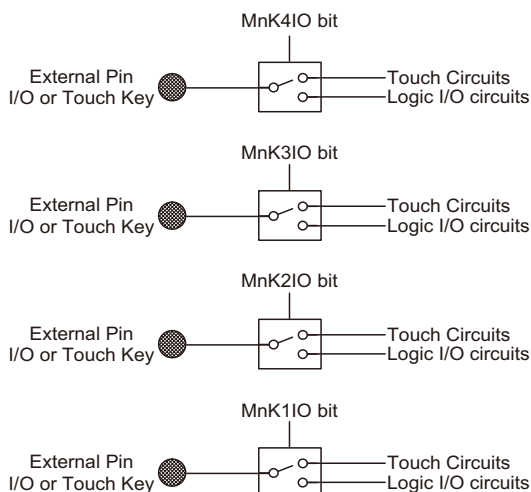 MnK4IO bit
External Pin
I/O or Touch Key
Touch Circuits
Logic I/O circuits
MnK3IO bit
External Pin
I/O or Touch Key
Touch Circuits
Logic I/O circuits
MnK2IO bit
External Pin
I/O or Touch Key
Touch Circuits
Logic I/O circuits
MnK1IO bit
External Pin
I/O or Touch Key
Touch Circuits
Logic I/O circuits